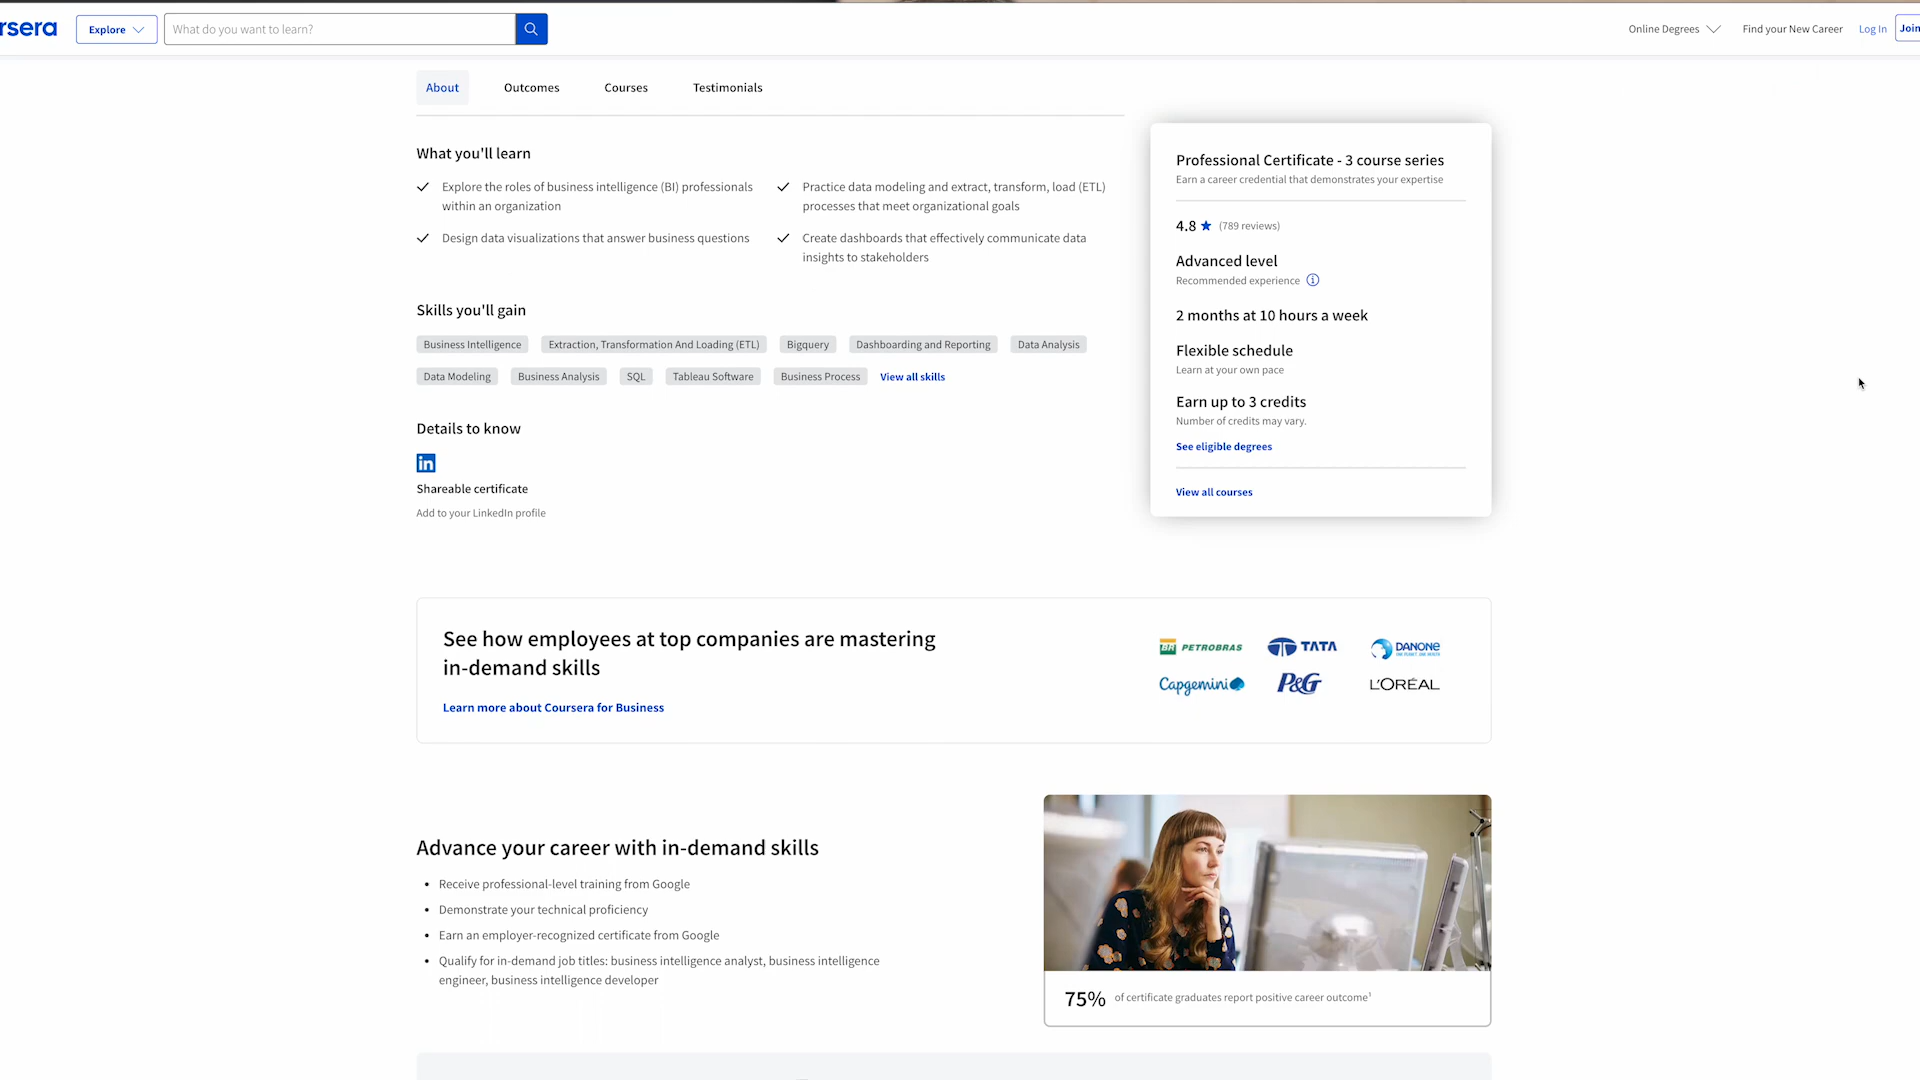 rsera
Explore
What do you want to learn?
Online Degrees
Find your New Career
Log In
Join
About
Outcomes
Courses
Testimonials
What you'll learn
Explore the roles of business intelligence (BI) professionals
within an organization
Practice data modeling and extract, transform, load (ETL)
processes that meet organizational goals
Design data visualizations that answer business questions
Create dashboards that effectively communicate data
insights to stakeholders
Skills you'll gain
Business Intelligence
Extraction, Transformation And Loading (ETL)
Bigquery
Dashboarding and Reporting
Data Analysis
Data Modeling
Business Analysis
SQL
Tableau Software
Business Process
View all skills
Details to know
in
Shareable certificate
Add to your LinkedIn profile
Professional Certificate - 3 course series
Earn a career credential that demonstrates your expertise
4.8 ★ (789 reviews)
Advanced level
Recommended experience
2 months at 10 hours a week
Flexible schedule
Learn at your own pace
Earn up to 3 credits
Number of credits may vary.
See eligible degrees
View all courses
See how employees at top companies are mastering
in-demand skills
Learn more about Coursera for Business
BR PETROBRAS
TATA
DANONE
Capgemini
P&G
L'ORÉAL
Advance your career with in-demand skills
Receive professional-level training from Google
Demonstrate your technical proficiency
Earn an employer-recognized certificate from Google
Qualify for in-demand job titles: business intelligence analyst, business intelligence
engineer, business intelligence developer
75% of certificate graduates report positive career outcome¹